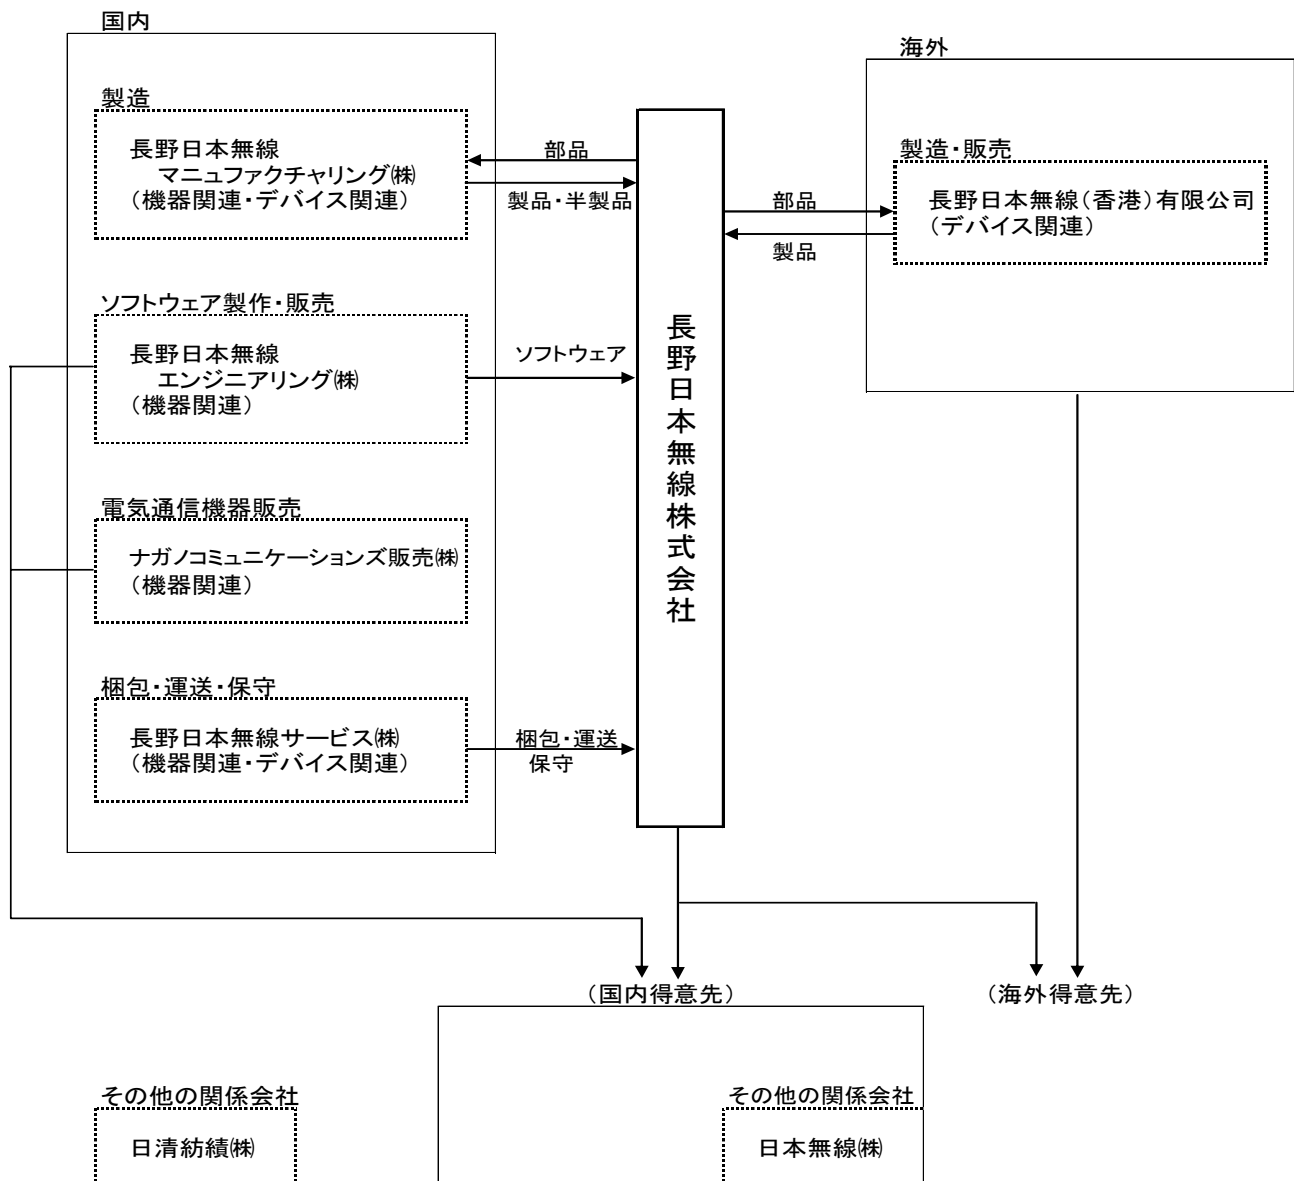 国内
製造
長野日本無線
マニュファクチャリング㈱
（機器関連・デバイス関連）
部品
製品・半製品
ソフトウェア製作・販売
長野日本無線
エンジニアリング㈱
（機器関連）
ソフトウェア
電気通信機器販売
ナガノコミュニケーションズ販売㈱
（機器関連）
梱包・運送・保守
長野日本無線サービス㈱
（機器関連・デバイス関連）
梱包・運送
保守
長野日本無線株式会社
海外
製造・販売
長野日本無線（香港）有限公司
（デバイス関連）
部品
製品
（国内得意先）
（海外得意先）
その他の関係会社
日清紡績㈱
その他の関係会社
日本無線㈱